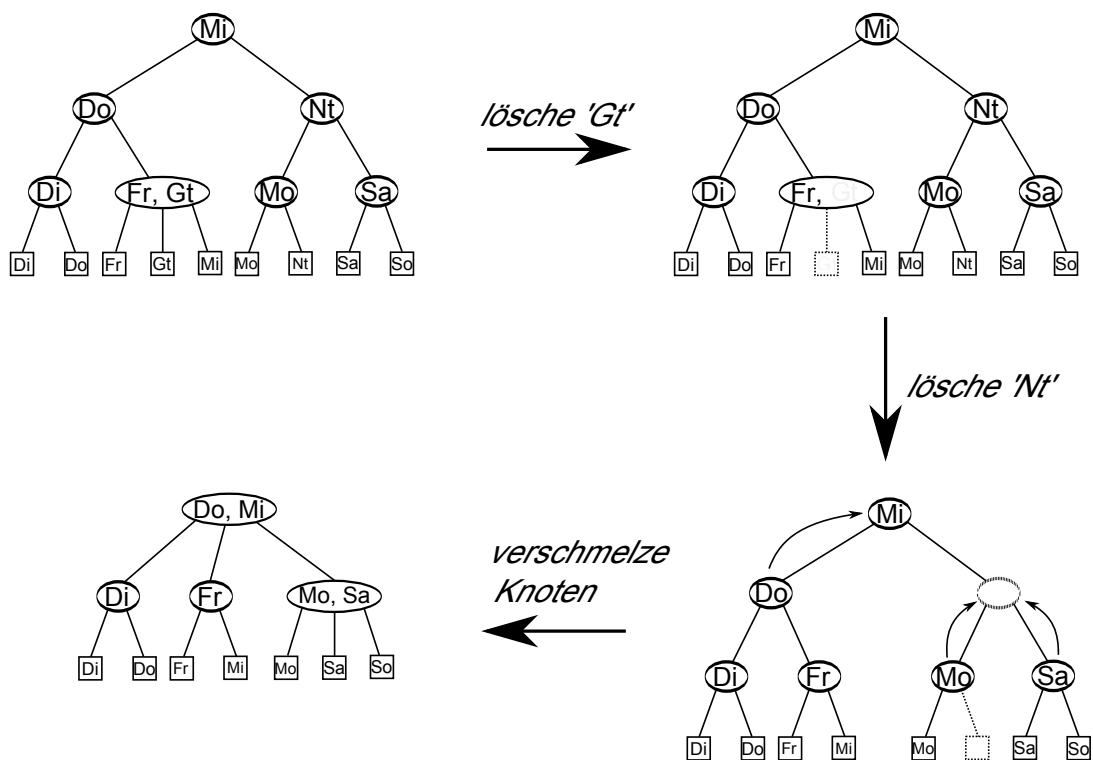 Mi
Do Nt
Di Fr, Gt Mo Sa
Di Do Fr Gt Mi Mo Nt Sa So
lösche 'Gt'
Mi
Do Nt
Di Fr, Gt Mo Sa
Di Do Fr Mi Mo Nt Sa So
lösche 'Nt'
Mi
Do
Di Fr Mo Sa
Di Do Fr Mi Mo Sa So
verschmelze
Knoten
Do, Mi
Di Fr Mo, Sa
Di Do Fr Mi Mo Sa So